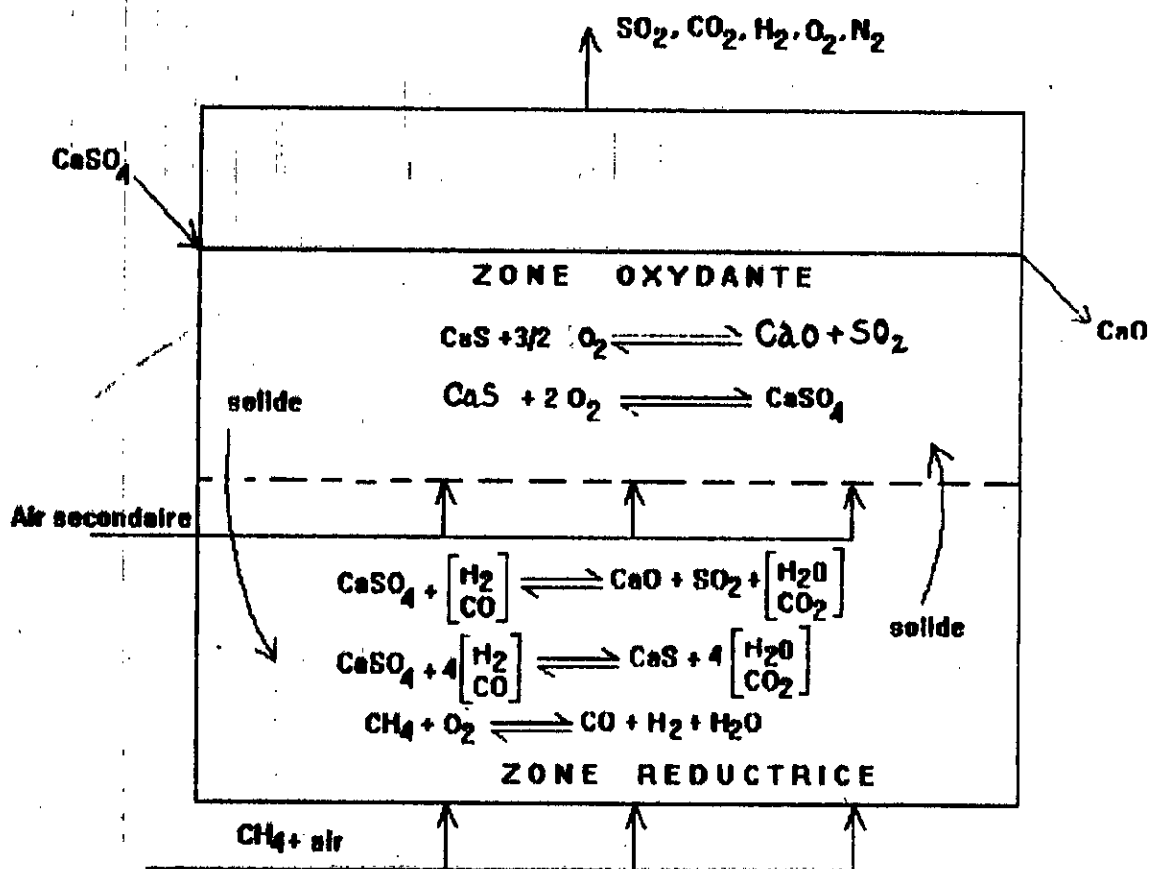 SO₂, CO₂, H₂, O₂, N₂
CaSO₄
ZONE OXYDANTE
CaS + 3/2 O₂ ⇌ CaO + SO₂
CaO
CaS + 2 O₂ ⇌ CaSO₄
solide
Air secondaire
CaSO₄ + [H₂ CO] ⇌ CaO + SO₂ + [H₂O CO₂]
solide
CaSO₄ + 4 [H₂ CO] ⇌ CaS + 4 [H₂O CO₂]
CH₄ + O₂ ⇌ CO + H₂ + H₂O
ZONE REDUCTRICE
CH₄ + air